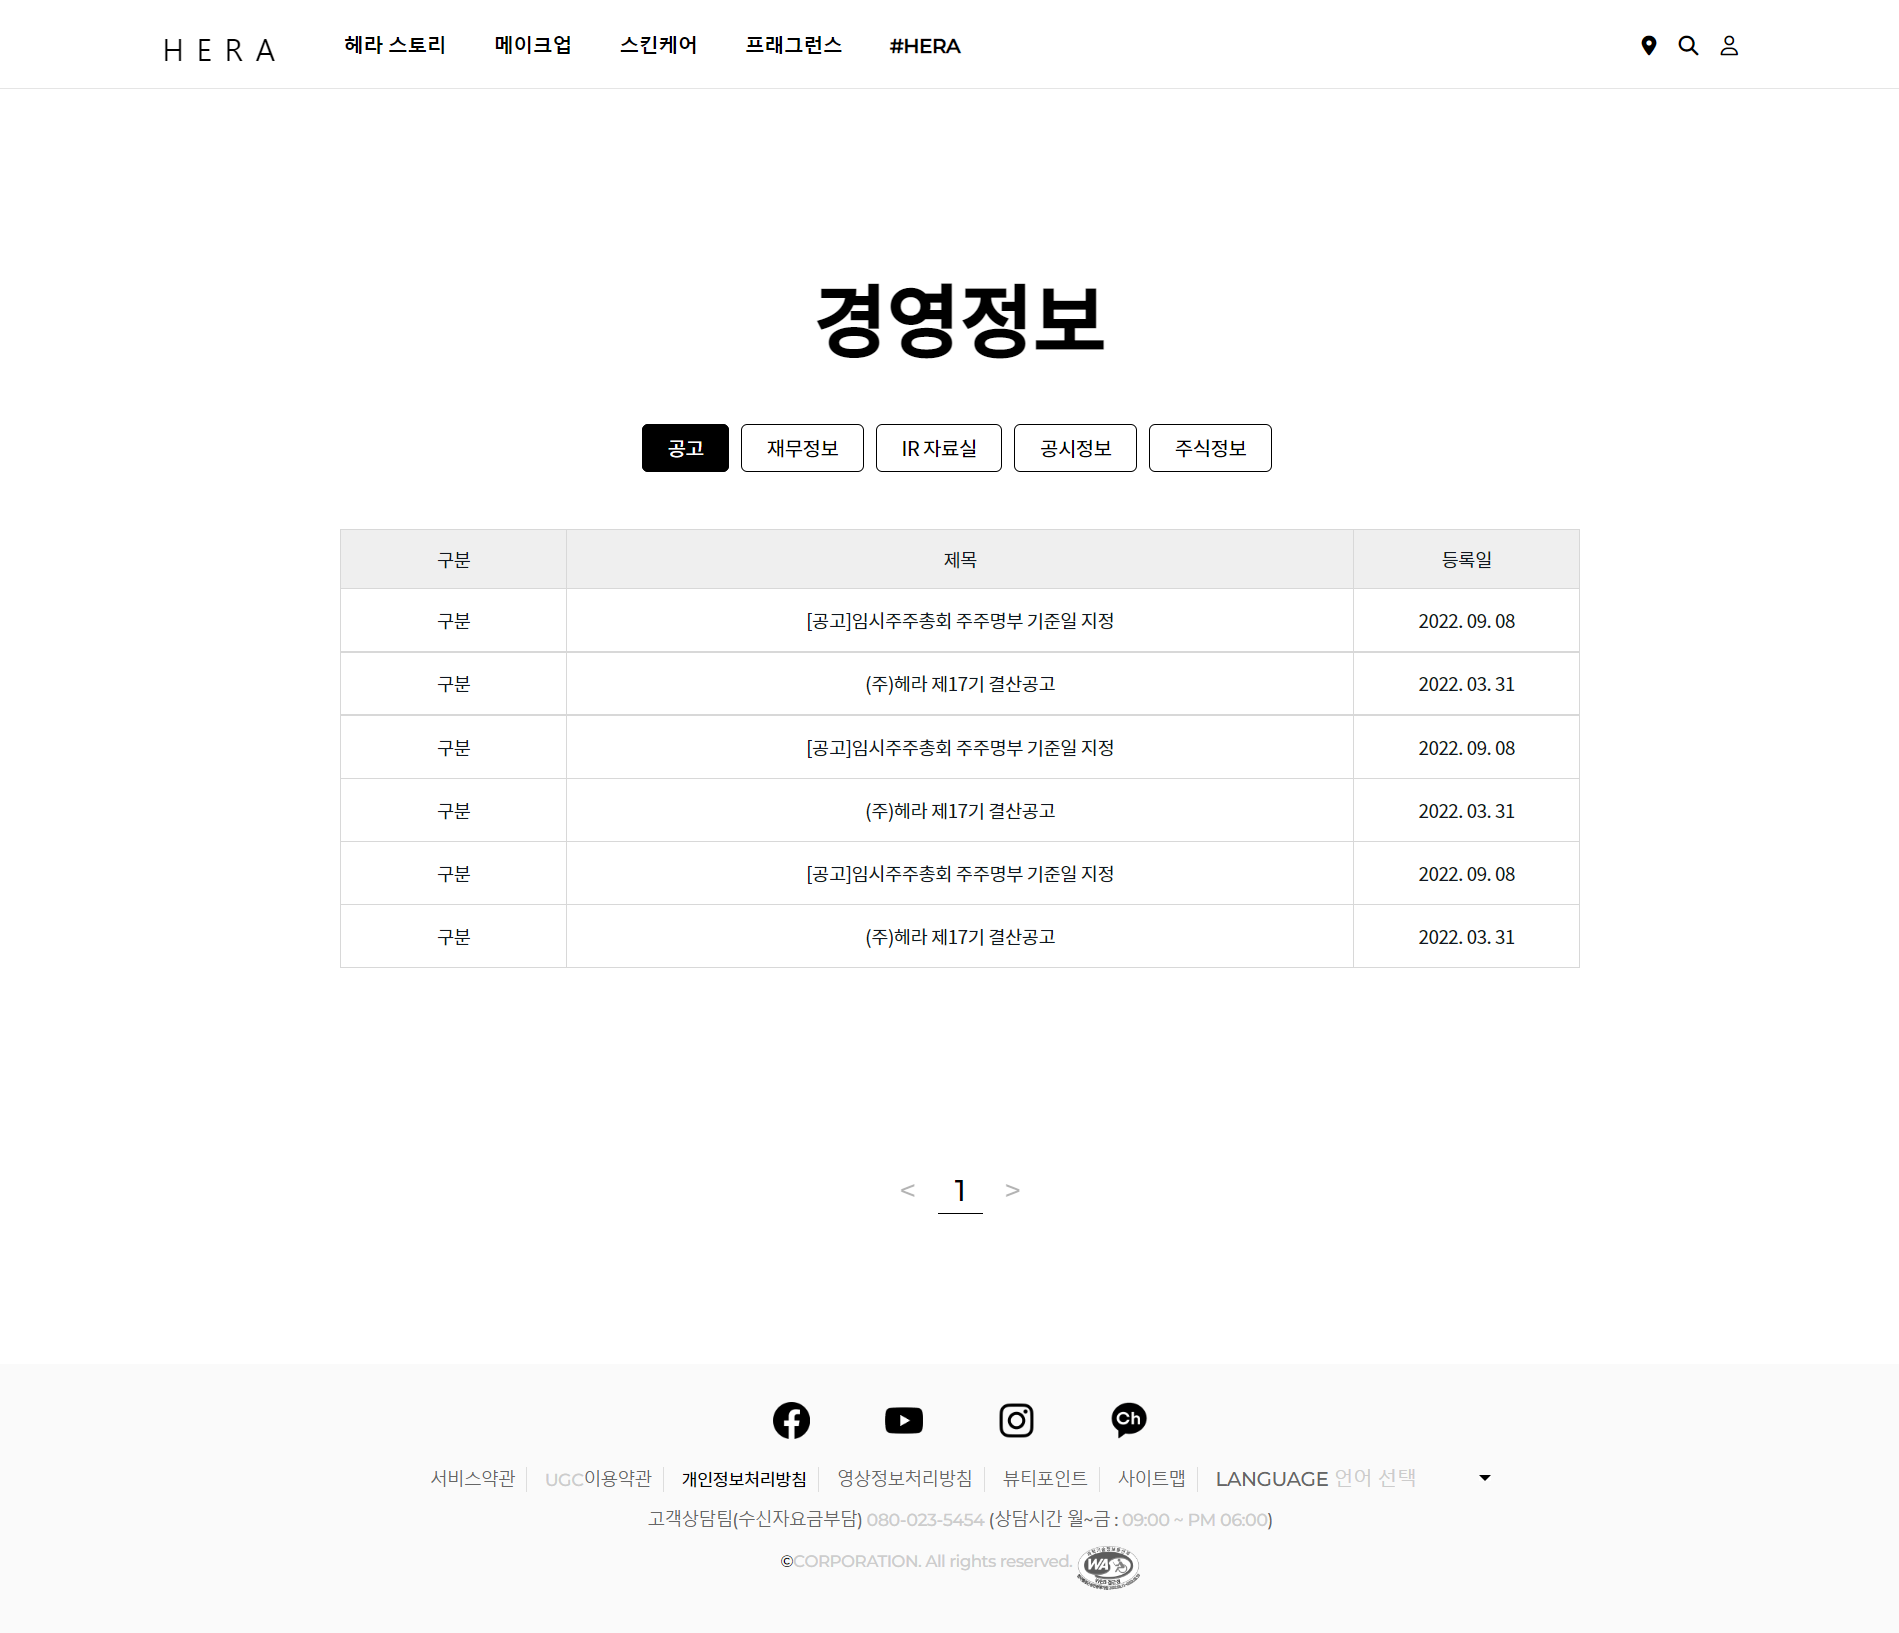 HERA 헤라 스토리 메이크업 스킨케어 프래그런스 #HERA
경영정보
공고 재무정보 IR 자료실 공시정보 주식정보
구분 제목 등록일
구분 [공고]임시주주총회 주주명부 기준일 지정 2022. 09. 08
구분 (주)헤라 제17기 결산공고 2022. 03. 31
구분 [공고]임시주주총회 주주명부 기준일 지정 2022. 09. 08
구분 (주)헤라 제17기 결산공고 2022. 03. 31
구분 [공고]임시주주총회 주주명부 기준일 지정 2022. 09. 08
구분 (주)헤라 제17기 결산공고 2022. 03. 31
< 1 >
Ch
서비스약관 UGC이용약관 개인정보처리방침 영상정보처리방침 뷰티포인트 사이트맵 LANGUAGE 언어 선택
고객상담팀(수신자요금부담) 080-023-5454 (상담시간 월~금 : 09:00 ~ PM 06:00)
©CORPORATION. All rights reserved. WA